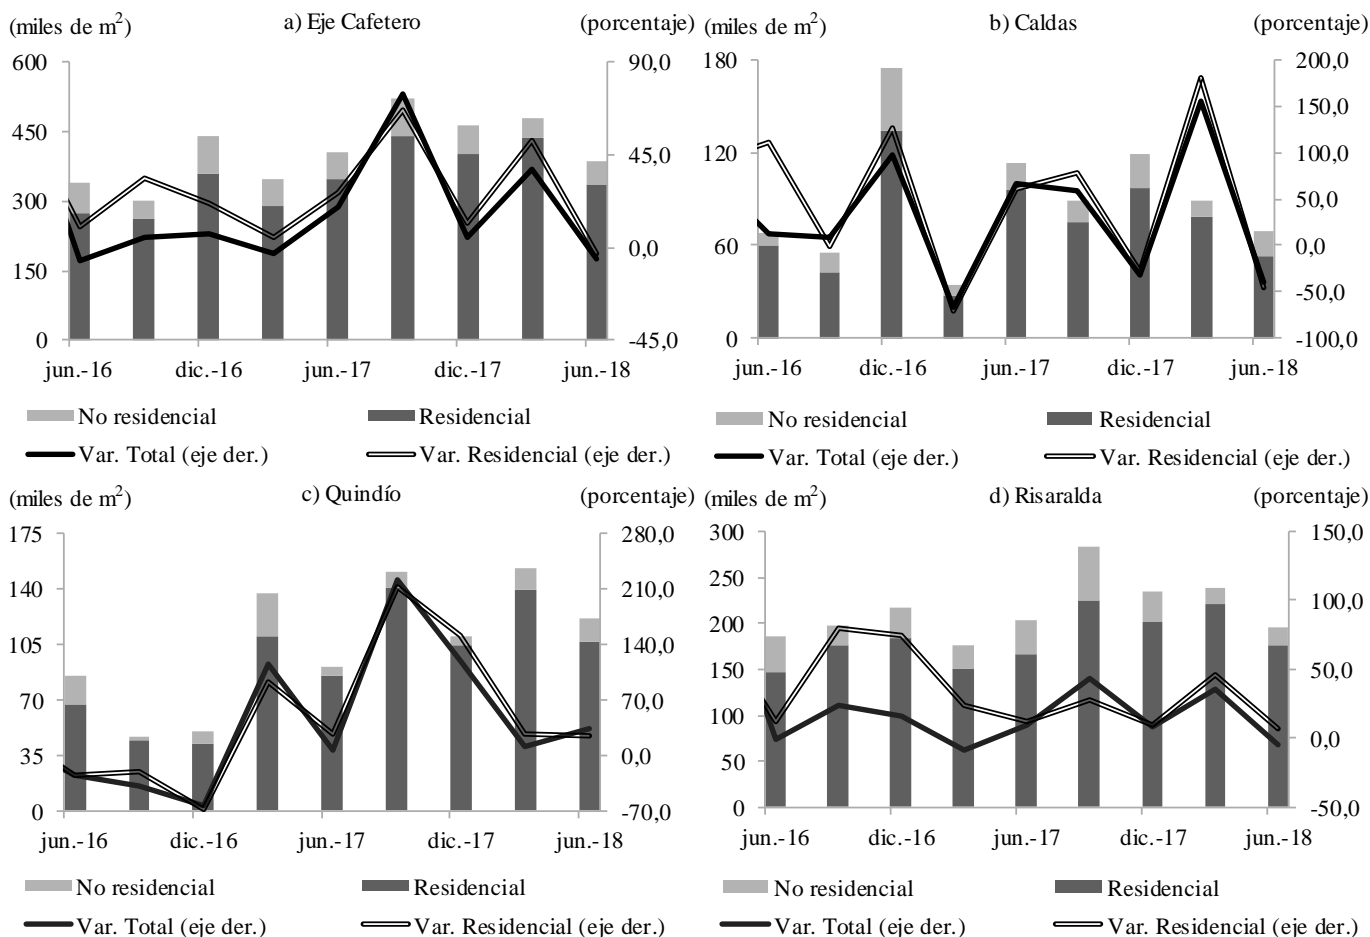 (miles de m²) a) Eje Cafetero (porcentaje)
600 90,0
450 45,0
300 0,0
150 -45,0
0
jun.-16 dic.-16 jun.-17 dic.-17 jun.-18
No residencial Residencial
Var. Total (eje der.) Var. Residencial (eje der.)
(miles de m²) b) Caldas (porcentaje)
180 200,0
150,0
120 100,0
50,0
60 0,0
-50,0
0 -100,0
jun.-16 dic.-16 jun.-17 dic.-17 jun.-18
No residencial Residencial
Var. Total (eje der.) Var. Residencial (eje der.)
(miles de m²) c) Quindío (porcentaje)
175 280,0
140 210,0
105 140,0
70 70,0
35 0,0
0 -70,0
jun.-16 dic.-16 jun.-17 dic.-17 jun.-18
No residencial Residencial
Var. Total (eje der.) Var. Residencial (eje der.)
(miles de m²) d) Risaralda (porcentaje)
300 150,0
250
200 100,0
150 50,0
100 0,0
50
0 -50,0
jun.-16 dic.-16 jun.-17 dic.-17 jun.-18
No residencial Residencial
Var. Total (eje der.) Var. Residencial (eje der.)